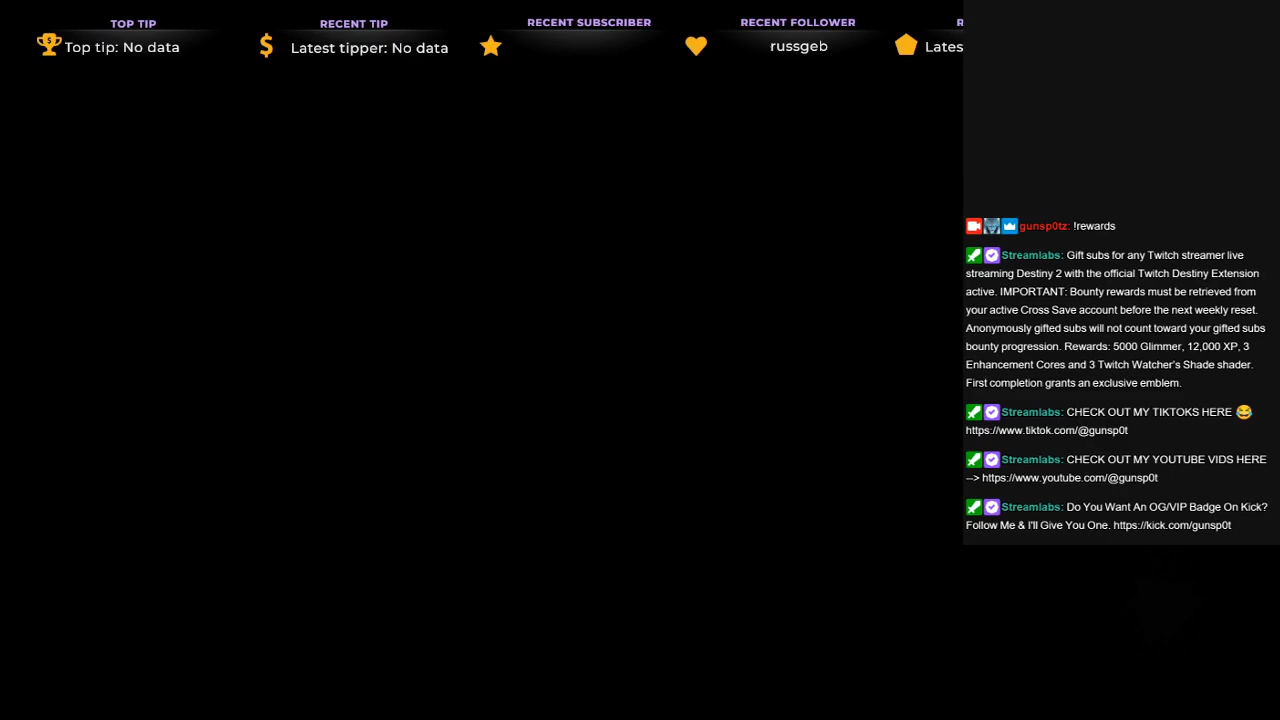 TOP TIP
Top tip: No data
RECENT TIP
Latest tipper: No data
RECENT SUBSCRIBER
RECENT FOLLOWER
russgeb
gunsp0tz: !rewards
Streamlabs: Gift subs for any Twitch streamer live
streaming Destiny 2 with the official Twitch Destiny Extension
active. IMPORTANT: Bounty rewards must be retrieved from
your active Cross Save account before the next weekly reset.
Anonymously gifted subs will not count toward your gifted subs
bounty progression. Rewards: 5000 Glimmer, 12,000 XP, 3
Enhancement Cores and 3 Twitch Watcher's Shade shader.
First completion grants an exclusive emblem.
Streamlabs: CHECK OUT MY TIKTOKS HERE 😂
https://www.tiktok.com/@gunsp0t
Streamlabs: CHECK OUT MY YOUTUBE VIDS HERE
--> https://www.youtube.com/@gunsp0t
Streamlabs: Do You Want An OG/VIP Badge On Kick?
Follow Me & I'll Give You One. https://kick.com/gunsp0t